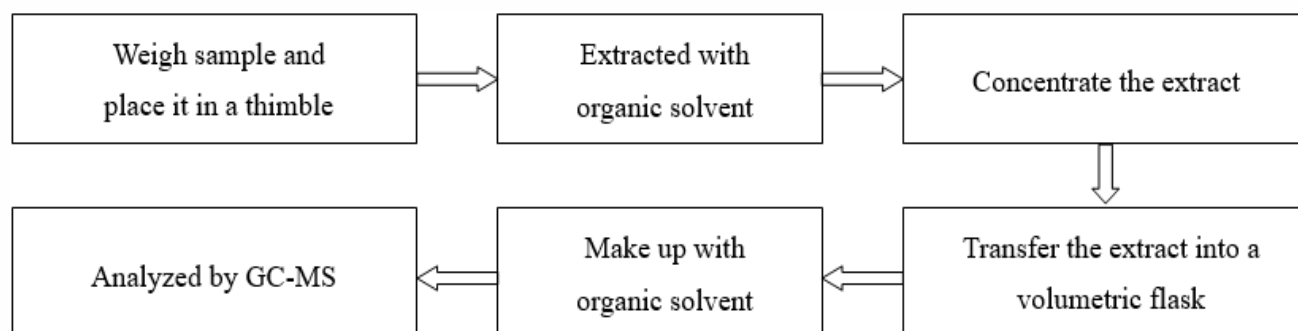 Weigh sample and
place it in a thimble
Extracted with
organic solvent
Concentrate the extract
Transfer the extract into a
volumetric flask
Make up with
organic solvent
Analyzed by GC-MS